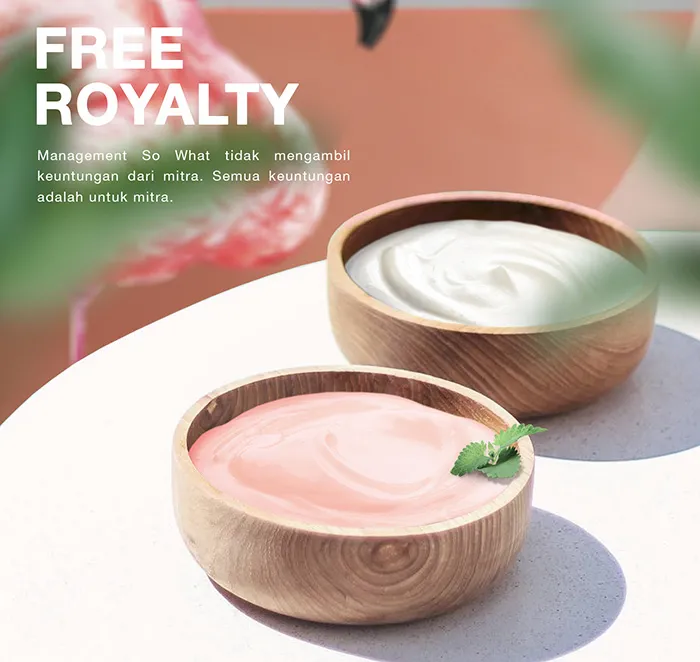 FREE
ROYALTY
Management So What tidak mengambil
keuntungan dari mitra. Semua keuntungan
adalah untuk mitra.